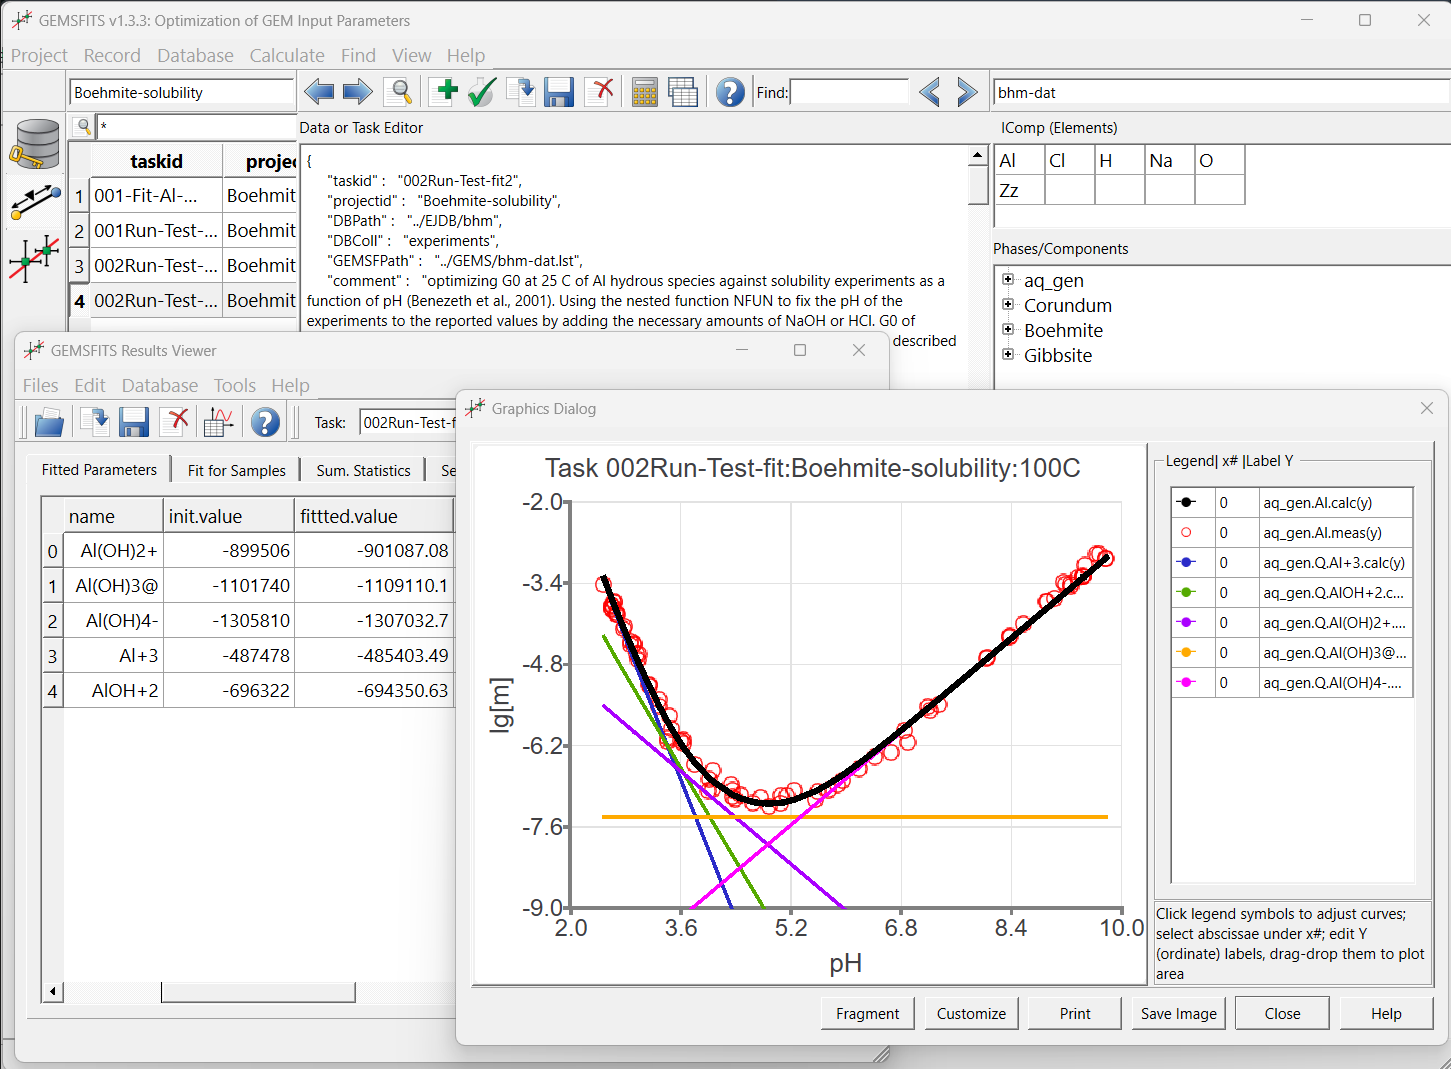 GEMSFITS v1.3.3: Optimization of GEM Input Parameters
Project Record Database Calculate Find View Help
Boehmite-solubility
Find:
bhm-dat
*
taskid projec
1 001-Fit-Al-... Boehmit
2 001Run-Test-... Boehmit
3 002Run-Test-... Boehmit
4 002Run-Test-... Boehmit
Data or Task Editor
{
"taskid" : "002Run-Test-fit2",
"projectid" : "Boehmite-solubility",
"DBPath" : "../EJDB/bhm",
"DBColl" : "experiments",
"GEMSFPath" : "../GEMS/bhm-dat.lst",
"comment" : "optimizing G0 at 25 C of Al hydrous species against solubility experiments as a
function of pH (Benezeth et al., 2001). Using the nested function NFUN to fix the pH of the
experiments to the reported values by adding the necessary amounts of NaOH or HCl. G0 of
described
IComp (Elements)
Al Cl H Na O
Zz
Phases/Components
aq_gen
Corundum
Boehmite
Gibbsite
GEMSFITS Results Viewer
Files Edit Database Tools Help
Task: 002Run-Test-f
Fitted Parameters Fit for Samples Sum. Statistics Se
name init.value fittted.value
0 Al(OH)2+ -899506 -901087.08
1 Al(OH)3@ -1101740 -1109110.1
2 Al(OH)4- -1305810 -1307032.7
3 Al+3 -487478 -485403.49
4 AlOH+2 -696322 -694350.63
Graphics Dialog
Task 002Run-Test-fit:Boehmite-solubility:100C
-2.0
-3.4
-4.8
-6.2
-7.6
-9.0
lg[m]
2.0 3.6 5.2 6.8 8.4 10.0
pH
Legend| x# |Label Y
0 aq_gen.Al.calc(y)
0 aq_gen.Al.meas(y)
0 aq_gen.Q.Al+3.calc(y)
0 aq_gen.Q.AlOH+2.c...
0 aq_gen.Q.Al(OH)2+....
0 aq_gen.Q.Al(OH)3@...
0 aq_gen.Q.Al(OH)4-....
Click legend symbols to adjust curves;
select abscissae under x#; edit Y
(ordinate) labels, drag-drop them to plot
area
Fragment Customize Print Save Image Close Help